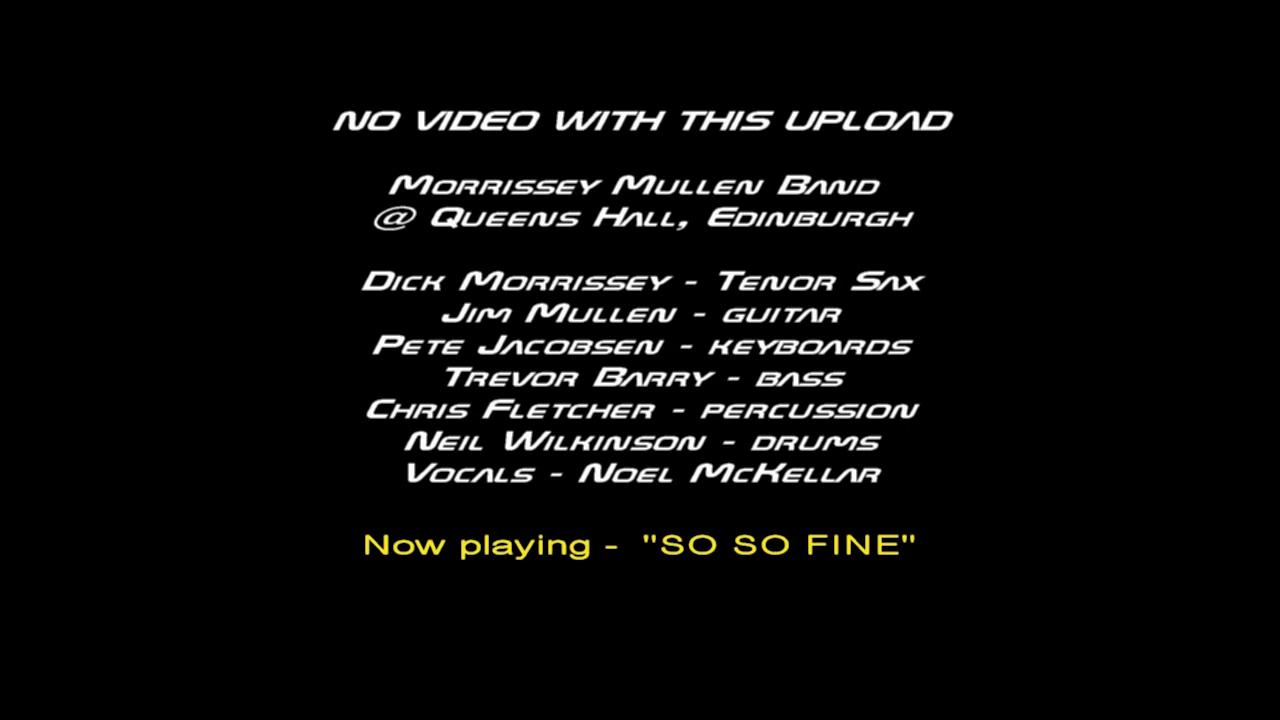 NO VIDEO WITH THIS UPLOAD
Morrissey Mullen Band
@ Queens Hall, Edinburgh
Dick Morrissey - Tenor Sax
Jim Mullen - guitar
Pete Jacobsen - keyboards
Trevor Barry - bass
Chris Fletcher - percussion
Neil Wilkinson - drums
Vocals - Noel McKellar
Now playing - "SO SO FINE"